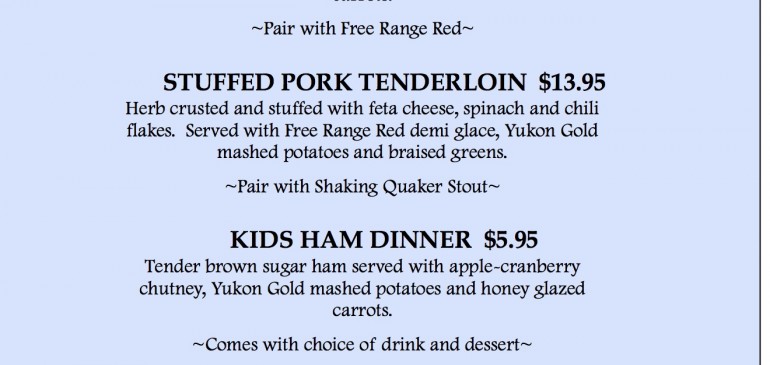 ~Pair with Free Range Red~
STUFFED PORK TENDERLOIN $13.95
Herb crusted and stuffed with feta cheese, spinach and chili
flakes. Served with Free Range Red demi glace, Yukon Gold
mashed potatoes and braised greens.
~Pair with Shaking Quaker Stout~
KIDS HAM DINNER $5.95
Tender brown sugar ham served with apple-cranberry
chutney, Yukon Gold mashed potatoes and honey glazed
carrots.
~Comes with choice of drink and dessert~